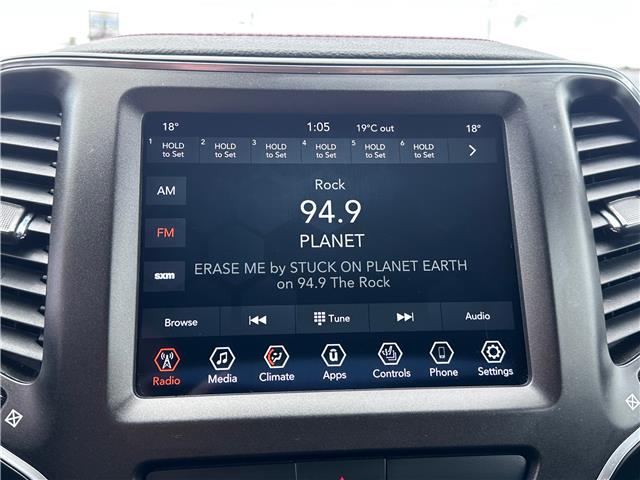 18° 1:05 19°C out 18°
1 HOLD to Set 2 HOLD to Set 3 HOLD to Set 4 HOLD to Set 5 HOLD to Set 6 HOLD to Set
AM
FM
sxm
Rock
94.9
PLANET
ERASE ME by STUCK ON PLANET EARTH
on 94.9 The Rock
Browse Tune Audio
Radio Media Climate Apps Controls Phone Settings